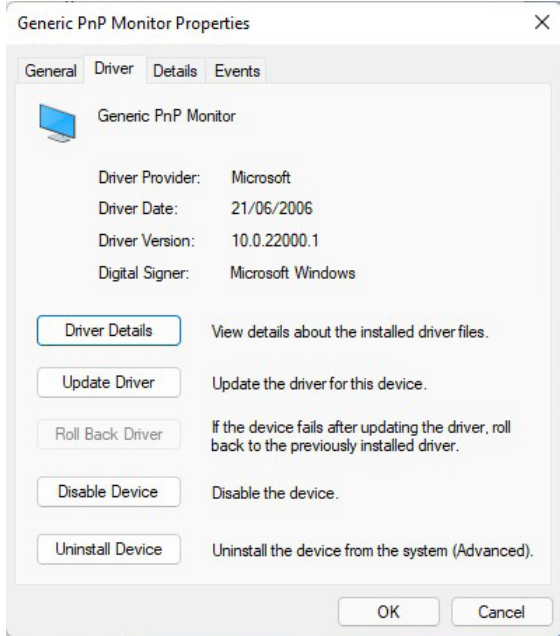 Generic PnP Monitor Properties
General Driver Details Events
Generic PnP Monitor
Driver Provider: Microsoft
Driver Date: 21/06/2006
Driver Version: 10.0.22000.1
Digital Signer: Microsoft Windows
Driver Details View details about the installed driver files.
Update Driver Update the driver for this device.
Roll Back Driver If the device fails after updating the driver, roll
back to the previously installed driver.
Disable Device Disable the device.
Uninstall Device Uninstall the device from the system (Advanced).
OK Cancel